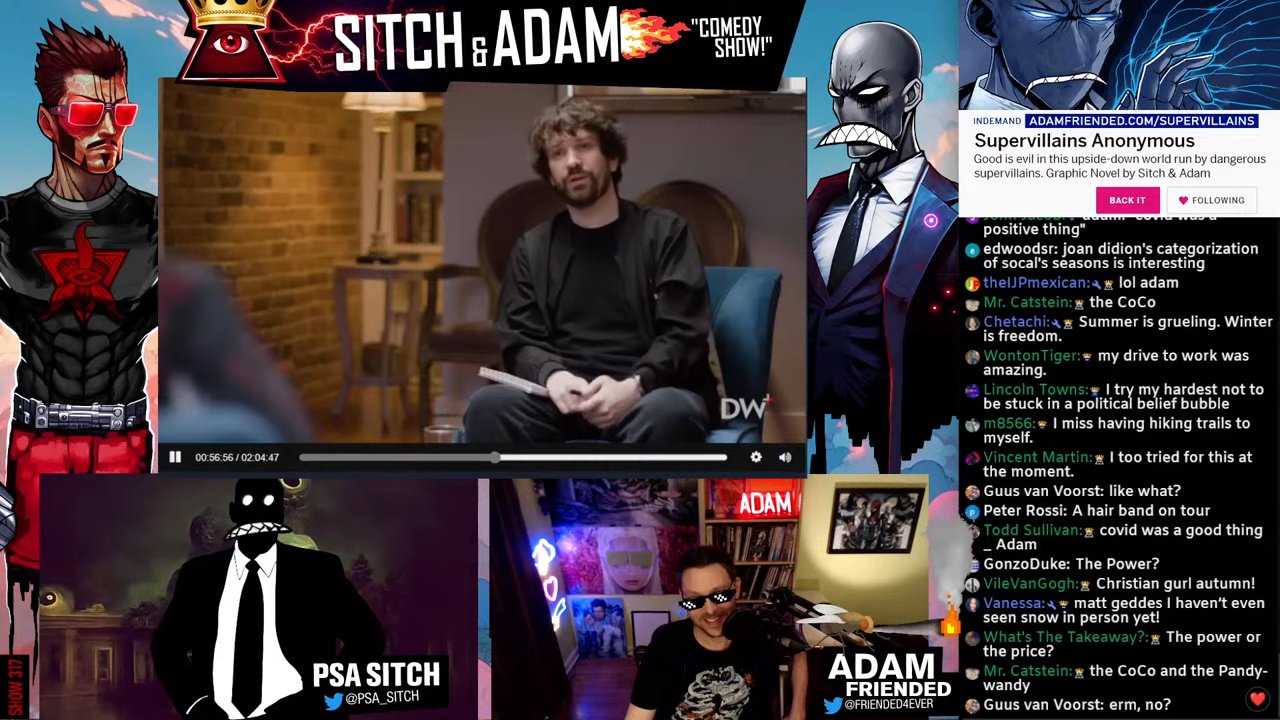 SITCH & ADAM
"COMEDY
SHOW!"
INDEMAND ADAMFRIENDED.COM/SUPERVILLAINS
Supervillains Anonymous
Good is evil in this upside-down world run by dangerous
supervillains. Graphic Novel by Sitch & Adam
BACK IT
FOLLOWING
positive thing"
edwoodsr: joan didion's categorization
of socal's seasons is interesting
theIJPmexican: lol adam
Mr. Catstein: the CoCo
Chetachi: Summer is grueling. Winter
is freedom.
WontonTiger: my drive to work was
amazing.
Lincoln Towns: I try my hardest not to
be stuck in a political belief bubble
m8566: I miss having hiking trails to
myself.
Vincent Martin: I too tried for this at
the moment.
Guus van Voorst: like what?
Peter Rossi: A hair band on tour
Todd Sullivan: covid was a good thing
_ Adam
GonzoDuke: The Power?
VileVanGogh: Christian gurl autumn!
Vanessa: matt geddes I haven't even
seen snow in person yet!
What's The Takeaway?: The power or
the price?
Mr. Catstein: the CoCo and the Pandy-
wandy
Guus van Voorst: erm, no?
DW+
00:56:56 / 02:04:47
ADAM
PSA SITCH
@PSA_SITCH
ADAM
FRIENDED
@FRIENDED4EVER
SHOW 317